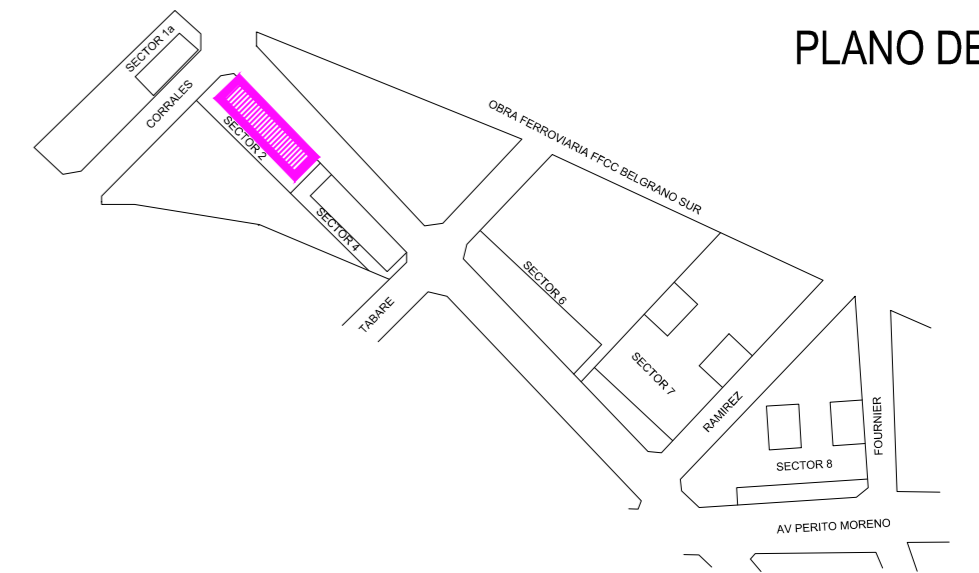 PLANO DE
SECTOR 1a
CORRALES
SECTOR 2
OBRA FERROVIARIA FFCC BELGRANO SUR
SECTOR 4
TABARE
SECTOR 6
SECTOR 7
RAMIREZ
FOURNIER
SECTOR 8
AV PERITO MORENO